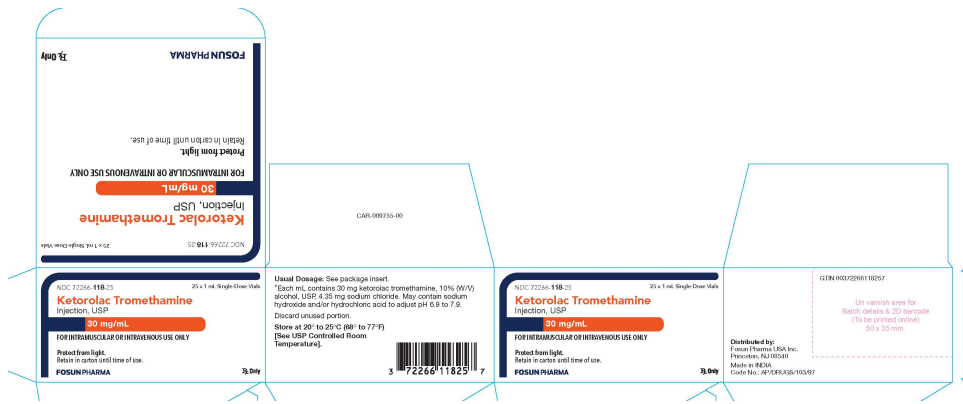 ℞ Only
FOSUN PHARMA
Retain in carton until time of use.
Protect from light.
FOR INTRAMUSCULAR OR INTRAVENOUS USE ONLY
30 mg/mL
Injection, USP
Ketorolac Tromethamine
25 x 1 mL Single-Dose Vials
NDC 72266-118-25
CAR-009755-00
NDC 72266-118-25
25 x 1 mL Single-Dose Vials
Ketorolac Tromethamine
Injection, USP
30 mg/mL
FOR INTRAMUSCULAR OR INTRAVENOUS USE ONLY
Protect from light.
Retain in carton until time of use.
FOSUN PHARMA
℞ Only
Usual Dosage: See package insert.
*Each mL contains 30 mg ketorolac tromethamine, 10% (W/V)
alcohol, USP, 4.35 mg sodium chloride. May contain sodium
hydroxide and/or hydrochloric acid to adjust pH 6.9 to 7.9.
Discard unused portion.
Store at 20° to 25°C (68° to 77°F)
[See USP Controlled Room
Temperature].
3 72266 11825 7
NDC 72266-118-25
25 x 1 mL Single-Dose Vials
Ketorolac Tromethamine
Injection, USP
30 mg/mL
FOR INTRAMUSCULAR OR INTRAVENOUS USE ONLY
Protect from light.
Retain in carton until time of use.
FOSUN PHARMA
℞ Only
GTIN 00372266118257
Un varnish area for
Batch details & 2D barcode
(To be printed online)
50 x 35 mm
Distributed by:
Fosun Pharma USA Inc.
Princeton, NJ 08540
Made in INDIA
Code No.: AP/DRUGS/103/97